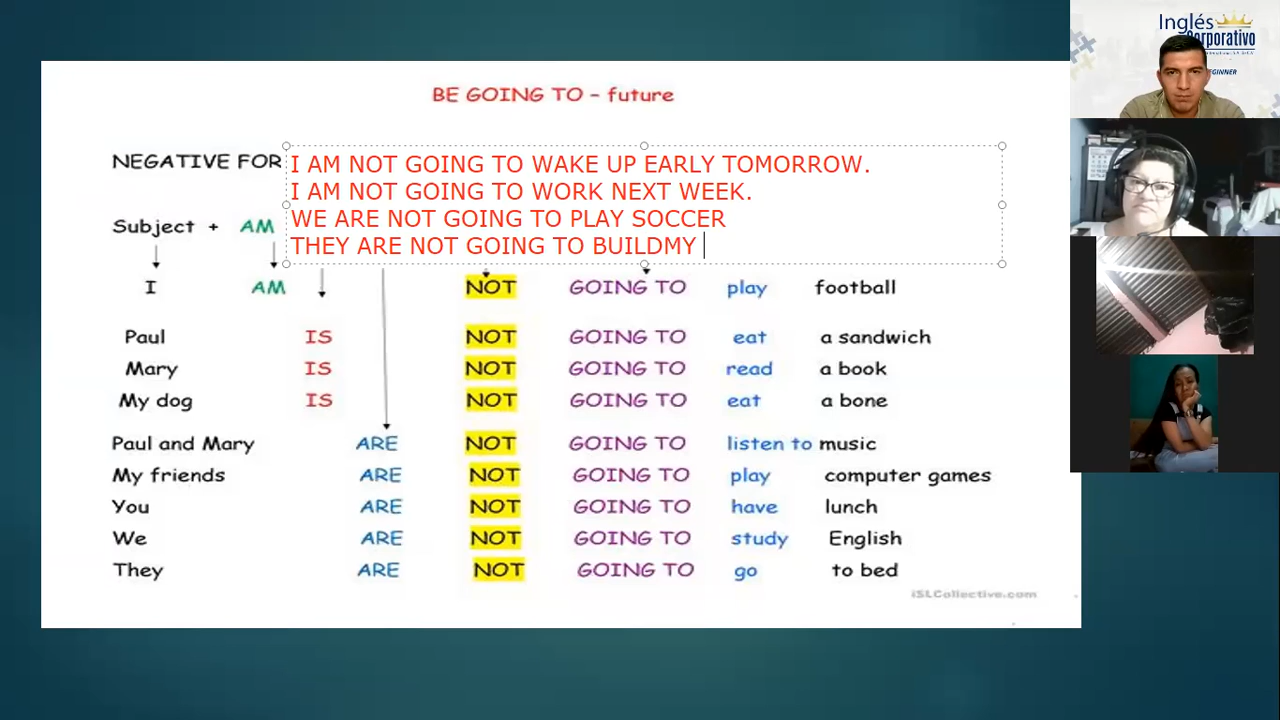 BE GOING TO – future
NEGATIVE FOR
I AM NOT GOING TO WAKE UP EARLY TOMORROW.
I AM NOT GOING TO WORK NEXT WEEK.
WE ARE NOT GOING TO PLAY SOCCER
THEY ARE NOT GOING TO BUILDMY
Subject + AM
I AM NOT GOING TO play football
Paul IS NOT GOING TO eat a sandwich
Mary IS NOT GOING TO read a book
My dog IS NOT GOING TO eat a bone
Paul and Mary ARE NOT GOING TO listen to music
My friends ARE NOT GOING TO play computer games
You ARE NOT GOING TO have lunch
We ARE NOT GOING TO study English
They ARE NOT GOING TO go to bed
iSLCollective.com
Inglés
Corporativo